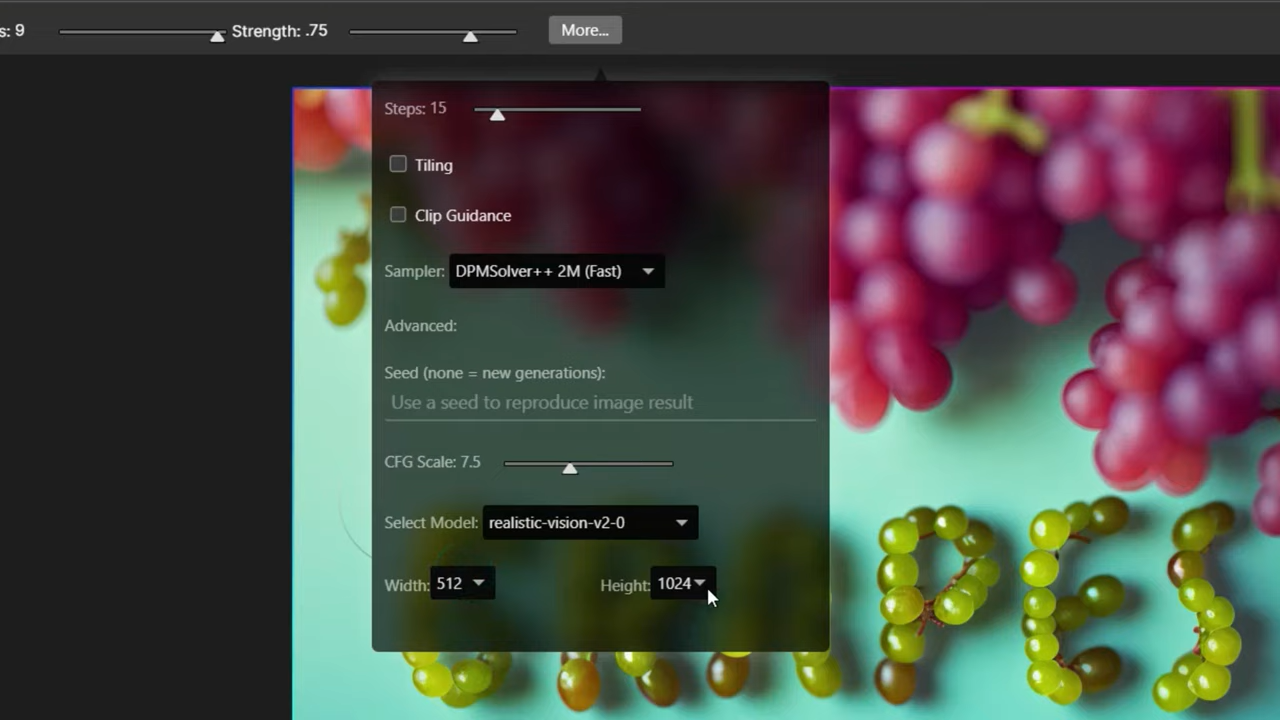 s: 9 Strength: .75 More...
Steps: 15
Tiling
Clip Guidance
Sampler: DPMSolver++ 2M (Fast)
Advanced:
Seed (none = new generations):
Use a seed to reproduce image result
CFG Scale: 7.5
Select Model: realistic-vision-v2-0
Width: 512 Height: 1024
GRAPES